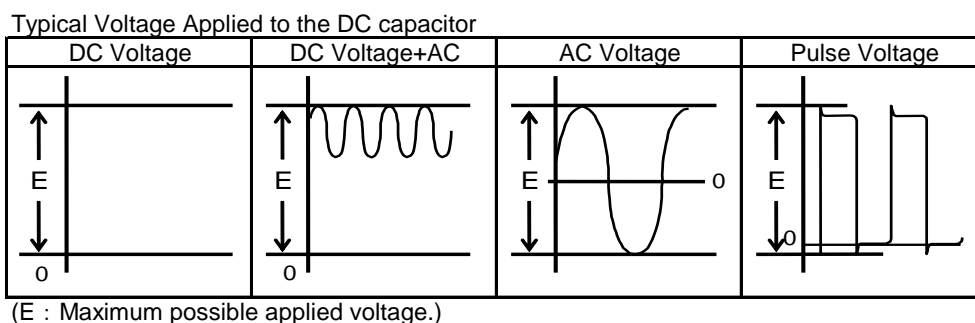 Typical Voltage Applied to the DC capacitor
DC Voltage DC Voltage+AC AC Voltage Pulse Voltage
E E E 0 E 0
0 0
(E：Maximum possible applied voltage.)